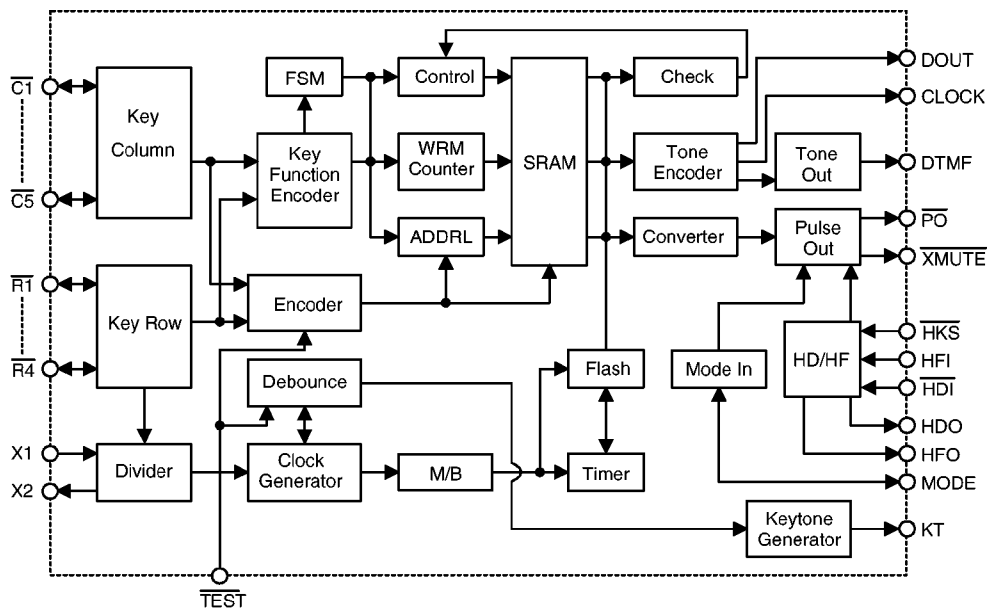 C1
C5
R1
R4
X1
X2
TEST
Key
Column
Key Row
Divider
FSM
Key
Function
Encoder
Encoder
Debounce
Clock
Generator
Control
WRM
Counter
ADDRL
M/B
SRAM
Check
Tone
Encoder
Converter
Flash
Timer
Tone
Out
Pulse
Out
Mode In
HD/HF
Keytone
Generator
DOUT
CLOCK
DTMF
PO
XMUTE
HKS
HFI
HDI
HDO
HFO
MODE
KT